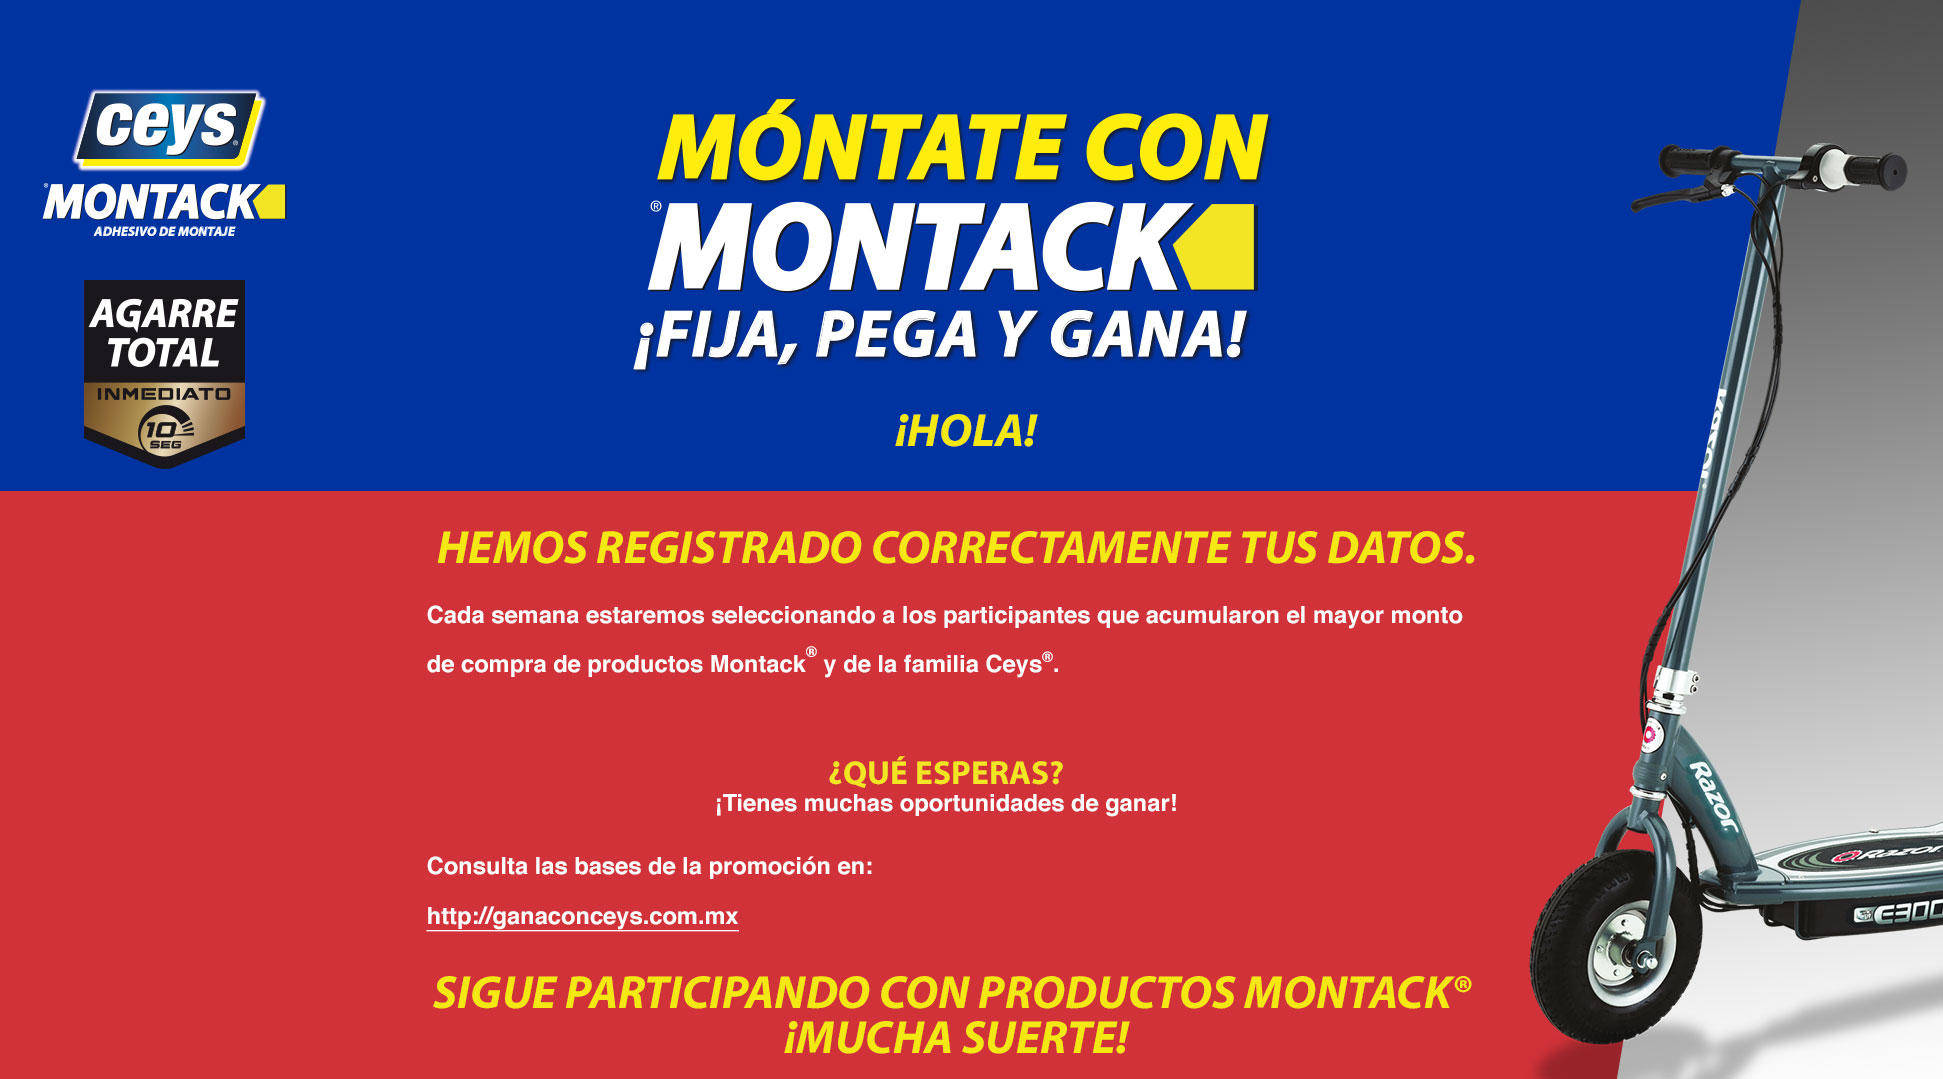 ceys®
®MONTACK
ADHESIVO DE MONTAJE
AGARRE
TOTAL
INMEDIATO
10
SEG
MÓNTATE CON
®MONTACK
¡FIJA, PEGA Y GANA!
¡HOLA!
HEMOS REGISTRADO CORRECTAMENTE TUS DATOS.
Cada semana estaremos seleccionando a los participantes que acumularon el mayor monto
de compra de productos Montack® y de la familia Ceys®.
¿QUÉ ESPERAS?
¡Tienes muchas oportunidades de ganar!
Consulta las bases de la promoción en:
http://ganaconceys.com.mx
SIGUE PARTICIPANDO CON PRODUCTOS MONTACK®
¡MUCHA SUERTE!
Razor
Razor
Razor
E300